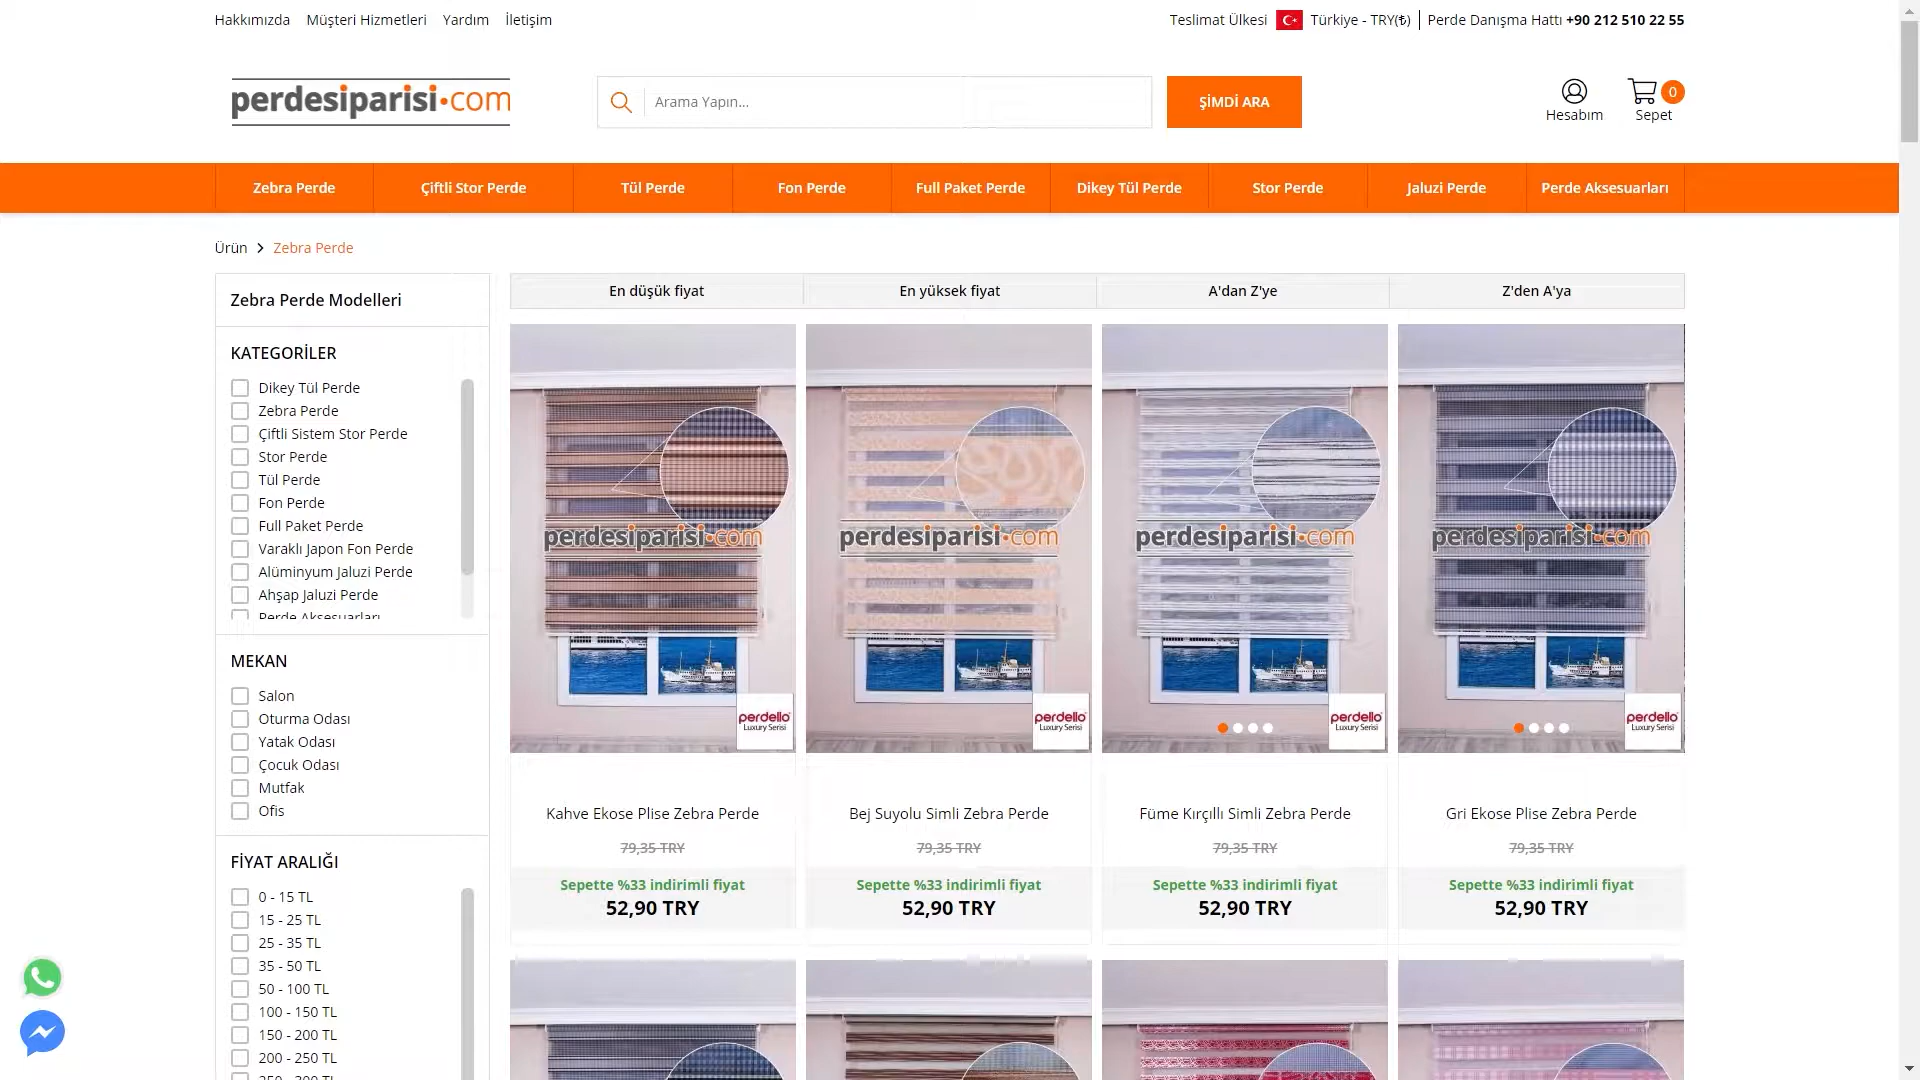 Hakkımızda Müşteri Hizmetleri Yardım İletişim
Teslimat Ülkesi Türkiye - TRY(₺) Perde Danışma Hattı +90 212 510 22 55
perdesiparisi.com
Arama Yapın...
ŞİMDİ ARA
Hesabım
0
Sepet
Zebra Perde Çiftli Stor Perde Tül Perde Fon Perde Full Paket Perde Dikey Tül Perde Stor Perde Jaluzi Perde Perde Aksesuarları
Ürün > Zebra Perde
Zebra Perde Modelleri
KATEGORİLER
Dikey Tül Perde
Zebra Perde
Çiftli Sistem Stor Perde
Stor Perde
Tül Perde
Fon Perde
Full Paket Perde
Varaklı Japon Fon Perde
Alüminyum Jaluzi Perde
Ahşap Jaluzi Perde
Perde Aksesuarları
MEKAN
Salon
Oturma Odası
Yatak Odası
Çocuk Odası
Mutfak
Ofis
FİYAT ARALIĞI
0 - 15 TL
15 - 25 TL
25 - 35 TL
35 - 50 TL
50 - 100 TL
100 - 150 TL
150 - 200 TL
200 - 250 TL
250 - 300 TL
En düşük fiyat En yüksek fiyat A'dan Z'ye Z'den A'ya
perdesiparisi.com
perdello
Luxury Serisi
Kahve Ekose Plise Zebra Perde
79,35 TRY
Sepette %33 indirimli fiyat
52,90 TRY
perdesiparisi.com
perdello
Luxury Serisi
Bej Suyolu Simli Zebra Perde
79,35 TRY
Sepette %33 indirimli fiyat
52,90 TRY
perdesiparisi.com
perdello
Luxury Serisi
Füme Kırçıllı Simli Zebra Perde
79,35 TRY
Sepette %33 indirimli fiyat
52,90 TRY
perdesiparisi.com
perdello
Luxury Serisi
Gri Ekose Plise Zebra Perde
79,35 TRY
Sepette %33 indirimli fiyat
52,90 TRY